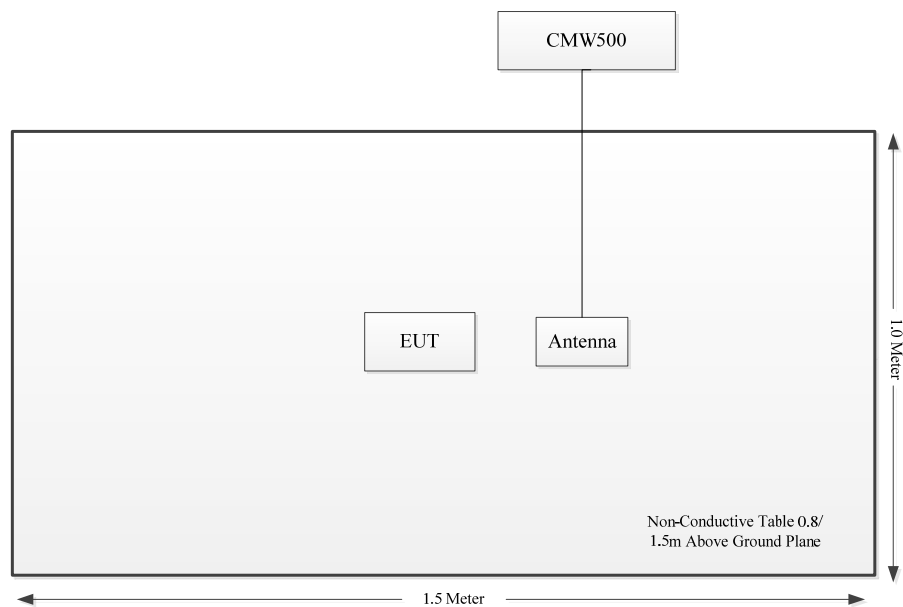 CMW500
EUT
Antenna
1.0 Meter
Non-Conductive Table 0.8/
1.5m Above Ground Plane
1.5 Meter